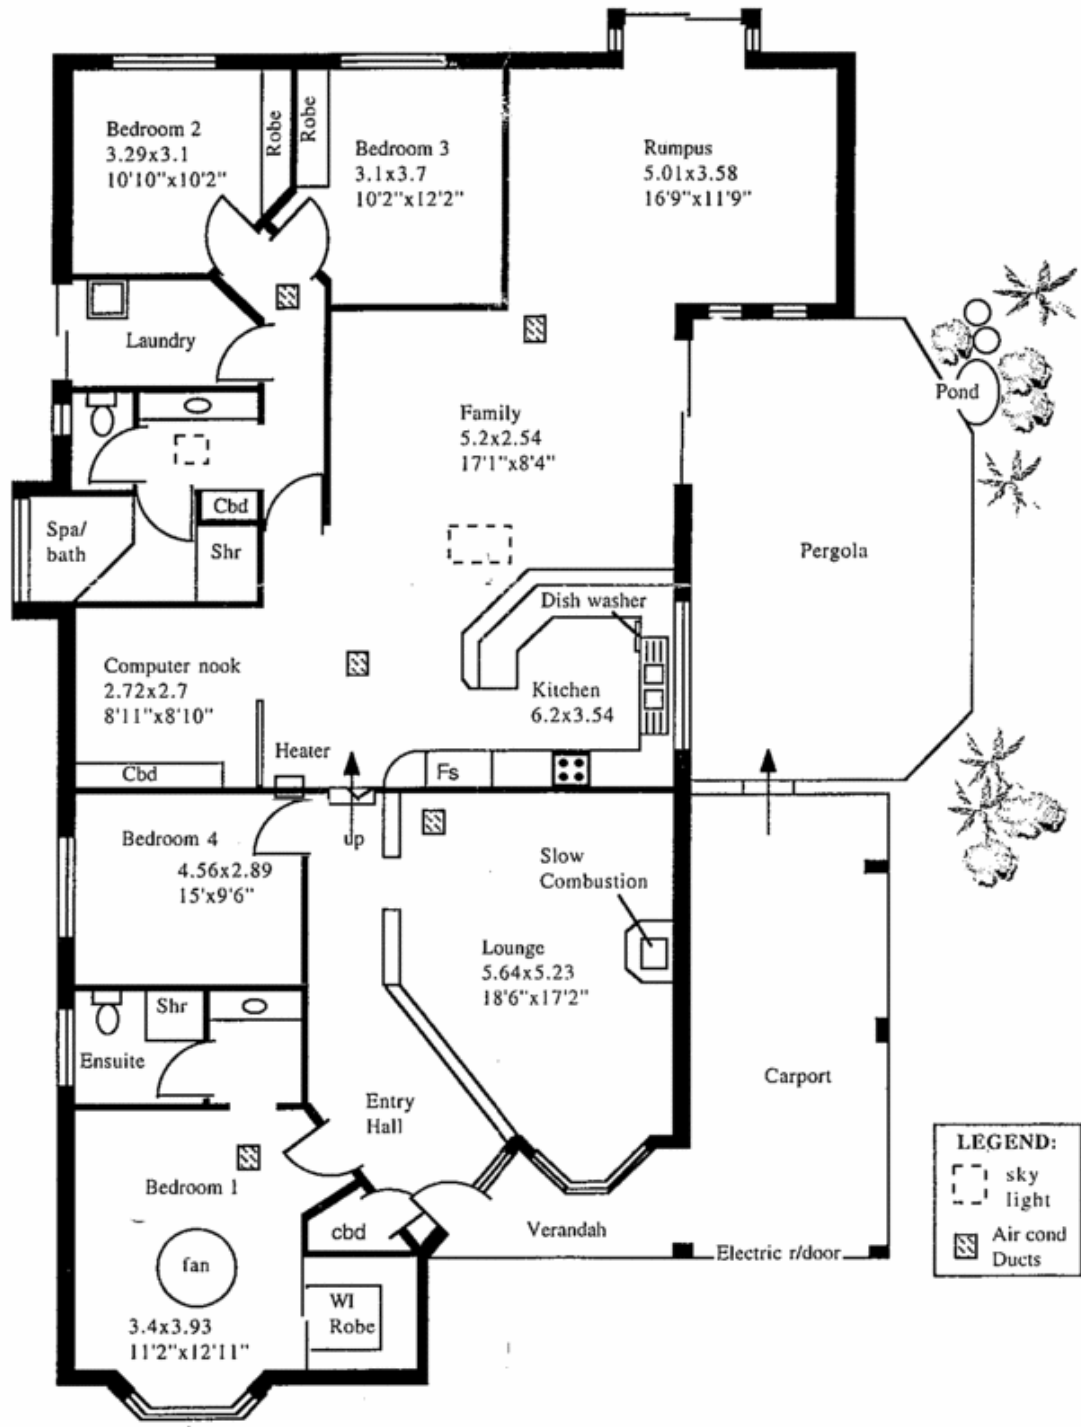 Bedroom 2
3.29x3.1
10'10"x10'2"
Robe
Robe
Bedroom 3
3.1x3.7
10'2"x12'2"
Rumpus
5.01x3.58
16'9"x11'9"
Laundry
Family
5.2x2.54
17'1"x8'4"
Pond
Cbd
Spa/
bath
Shr
Pergola
Dish washer
Computer nook
2.72x2.7
8'11"x8'10"
Kitchen
6.2x3.54
Heater
Cbd
Fs
Bedroom 4
4.56x2.89
15'x9'6"
up
Slow
Combustion
Lounge
5.64x5.23
18'6"x17'2"
Shr
Ensuite
Carport
Entry
Hall
Bedroom 1
cbd
Verandah
Electric r/door
fan
WI
Robe
3.4x3.93
11'2"x12'11"
LEGEND:
sky
light
Air cond
Ducts